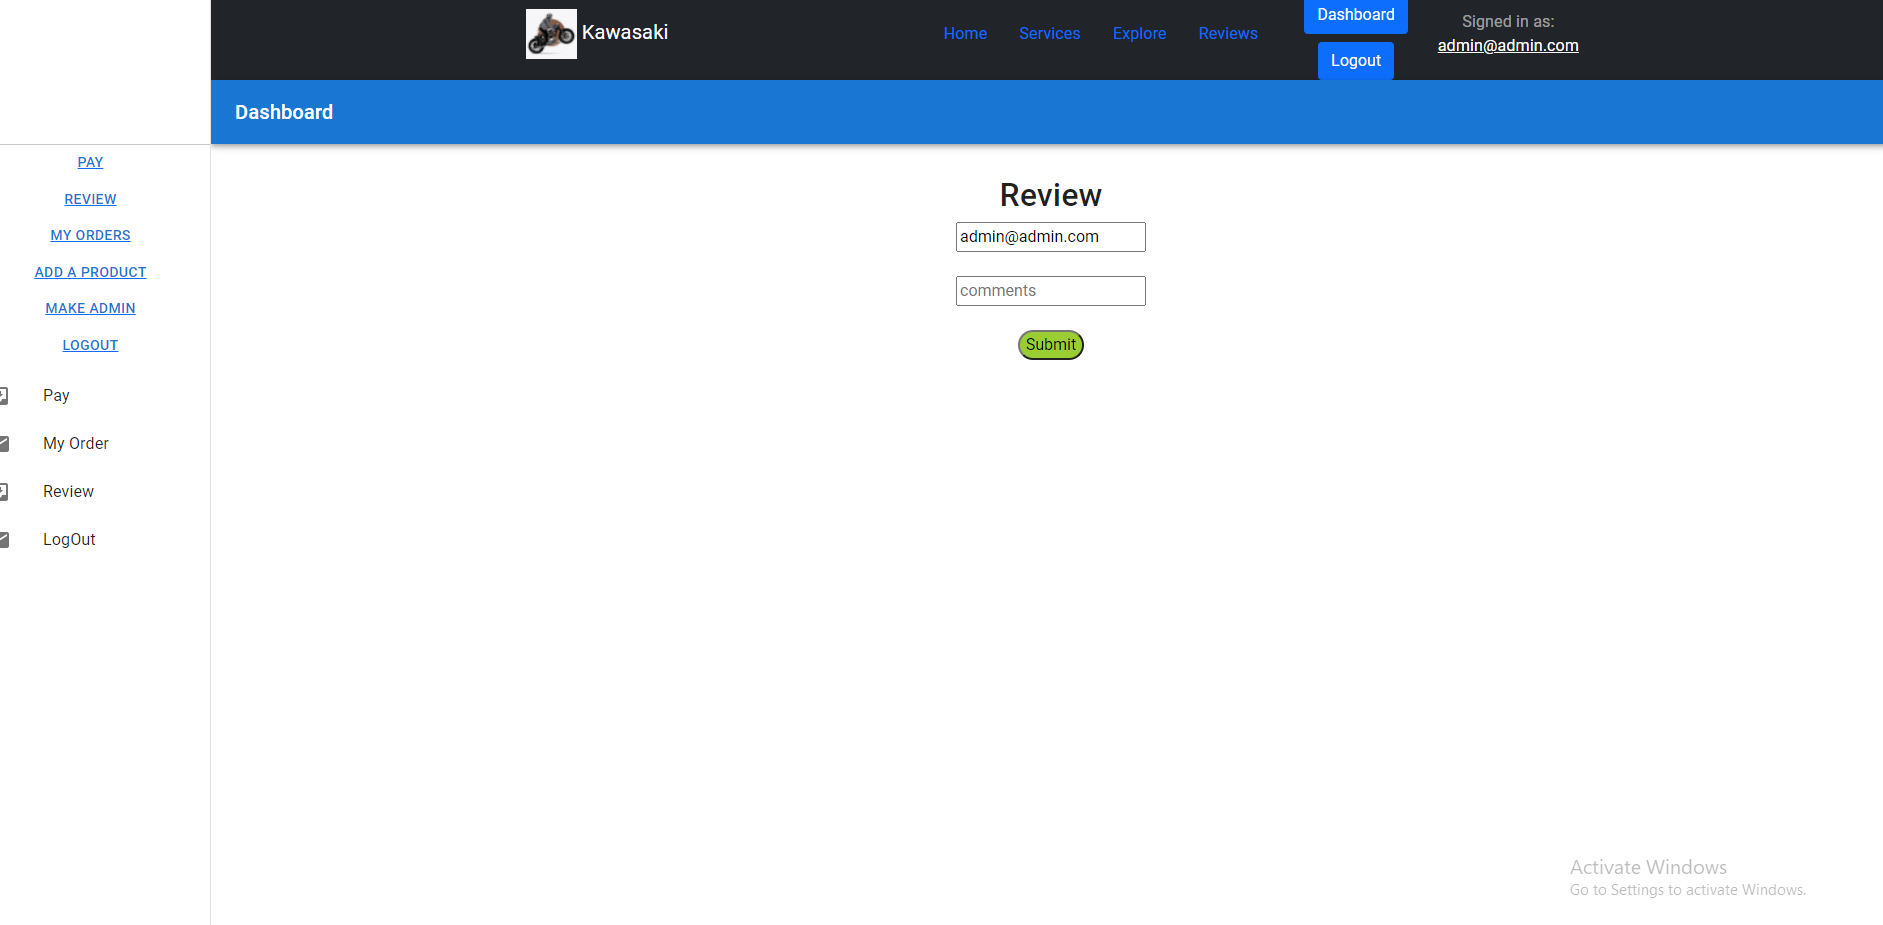 Kawasaki
Home Services Explore Reviews
Dashboard
Logout
Signed in as:
admin@admin.com
Dashboard
PAY
REVIEW
MY ORDERS
ADD A PRODUCT
MAKE ADMIN
LOGOUT
Pay
My Order
Review
LogOut
Review
admin@admin.com
comments
Submit
Activate Windows
Go to Settings to activate Windows.